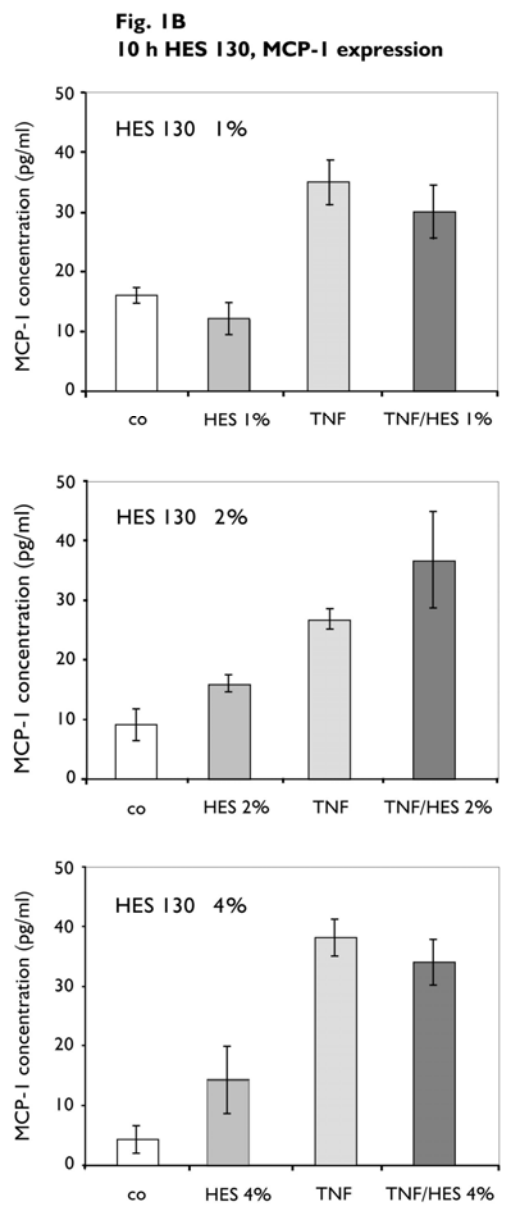 Fig. 1B
10 h HES 130, MCP-1 expression
MCP-1 concentration (pg/ml)
50
40
30
20
10
0
HES 130 1%
co
HES 1%
TNF
TNF/HES 1%
MCP-1 concentration (pg/ml)
50
40
30
20
10
0
HES 130 2%
co
HES 2%
TNF
TNF/HES 2%
MCP-1 concentration (pg/ml)
50
40
30
20
10
0
HES 130 4%
co
HES 4%
TNF
TNF/HES 4%